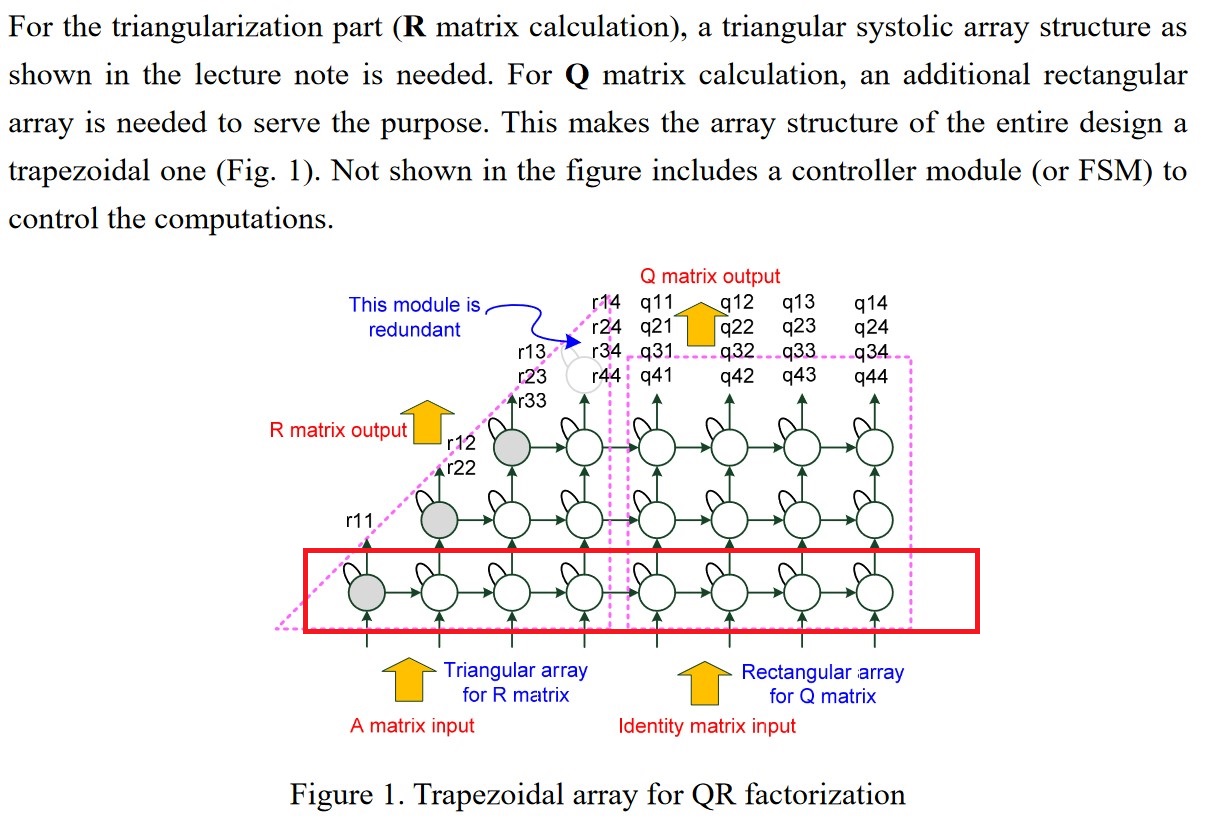 For the triangularization part (R matrix calculation), a triangular systolic array structure as
shown in the lecture note is needed. For Q matrix calculation, an additional rectangular
array is needed to serve the purpose. This makes the array structure of the entire design a
trapezoidal one (Fig. 1). Not shown in the figure includes a controller module (or FSM) to
control the computations.
Q matrix output
This module is
redundant
r14 q11 q12 q13 q14
r24 q21 q22 q23 q24
r13 r34 q31 q32 q33 q34
r23 r44 q41 q42 q43 q44
r33
R matrix output
r12
r22
r11
Triangular array
for R matrix
Rectangular array
for Q matrix
A matrix input
Identity matrix input
Figure 1. Trapezoidal array for QR factorization